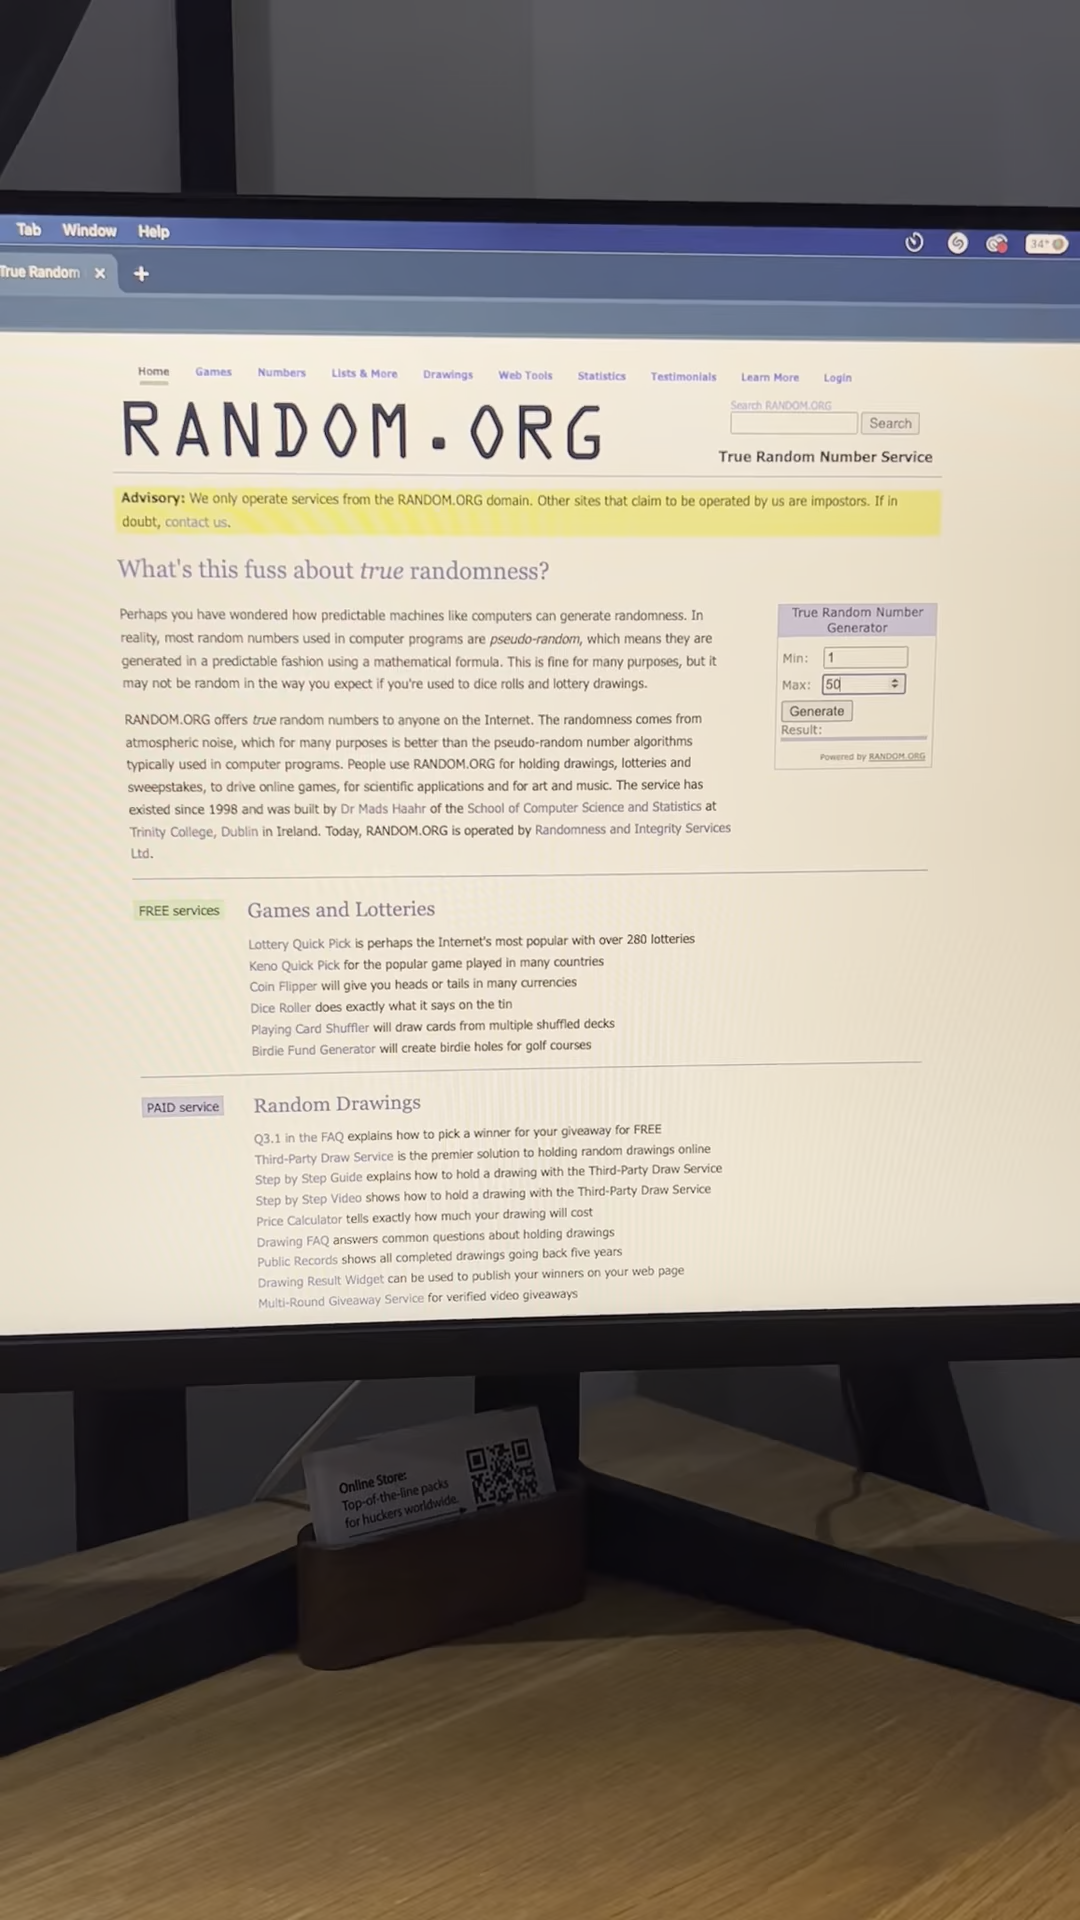 Tab Window Help
34°
True Random × +
Home Games Numbers Lists & More Drawings Web Tools Statistics Testimonials Learn More Login
RANDOM.ORG
Search RANDOM.ORG
Search
True Random Number Service
Advisory: We only operate services from the RANDOM.ORG domain. Other sites that claim to be operated by us are impostors. If in
doubt, contact us.
What's this fuss about true randomness?
Perhaps you have wondered how predictable machines like computers can generate randomness. In
reality, most random numbers used in computer programs are pseudo-random, which means they are
generated in a predictable fashion using a mathematical formula. This is fine for many purposes, but it
may not be random in the way you expect if you're used to dice rolls and lottery drawings.
RANDOM.ORG offers true random numbers to anyone on the Internet. The randomness comes from
atmospheric noise, which for many purposes is better than the pseudo-random number algorithms
typically used in computer programs. People use RANDOM.ORG for holding drawings, lotteries and
sweepstakes, to drive online games, for scientific applications and for art and music. The service has
existed since 1998 and was built by Dr Mads Haahr of the School of Computer Science and Statistics at
Trinity College, Dublin in Ireland. Today, RANDOM.ORG is operated by Randomness and Integrity Services
Ltd.
True Random Number
Generator
Min: 1
Max: 50
Generate
Result:
Powered by RANDOM.ORG
FREE services
Games and Lotteries
Lottery Quick Pick is perhaps the Internet's most popular with over 280 lotteries
Keno Quick Pick for the popular game played in many countries
Coin Flipper will give you heads or tails in many currencies
Dice Roller does exactly what it says on the tin
Playing Card Shuffler will draw cards from multiple shuffled decks
Birdie Fund Generator will create birdie holes for golf courses
PAID service
Random Drawings
Q3.1 in the FAQ explains how to pick a winner for your giveaway for FREE
Third-Party Draw Service is the premier solution to holding random drawings online
Step by Step Guide explains how to hold a drawing with the Third-Party Draw Service
Step by Step Video shows how to hold a drawing with the Third-Party Draw Service
Price Calculator tells exactly how much your drawing will cost
Drawing FAQ answers common questions about holding drawings
Public Records shows all completed drawings going back five years
Drawing Result Widget can be used to publish your winners on your web page
Multi-Round Giveaway Service for verified video giveaways
Online Store:
Top-of-the-line packs
for huckers worldwide.